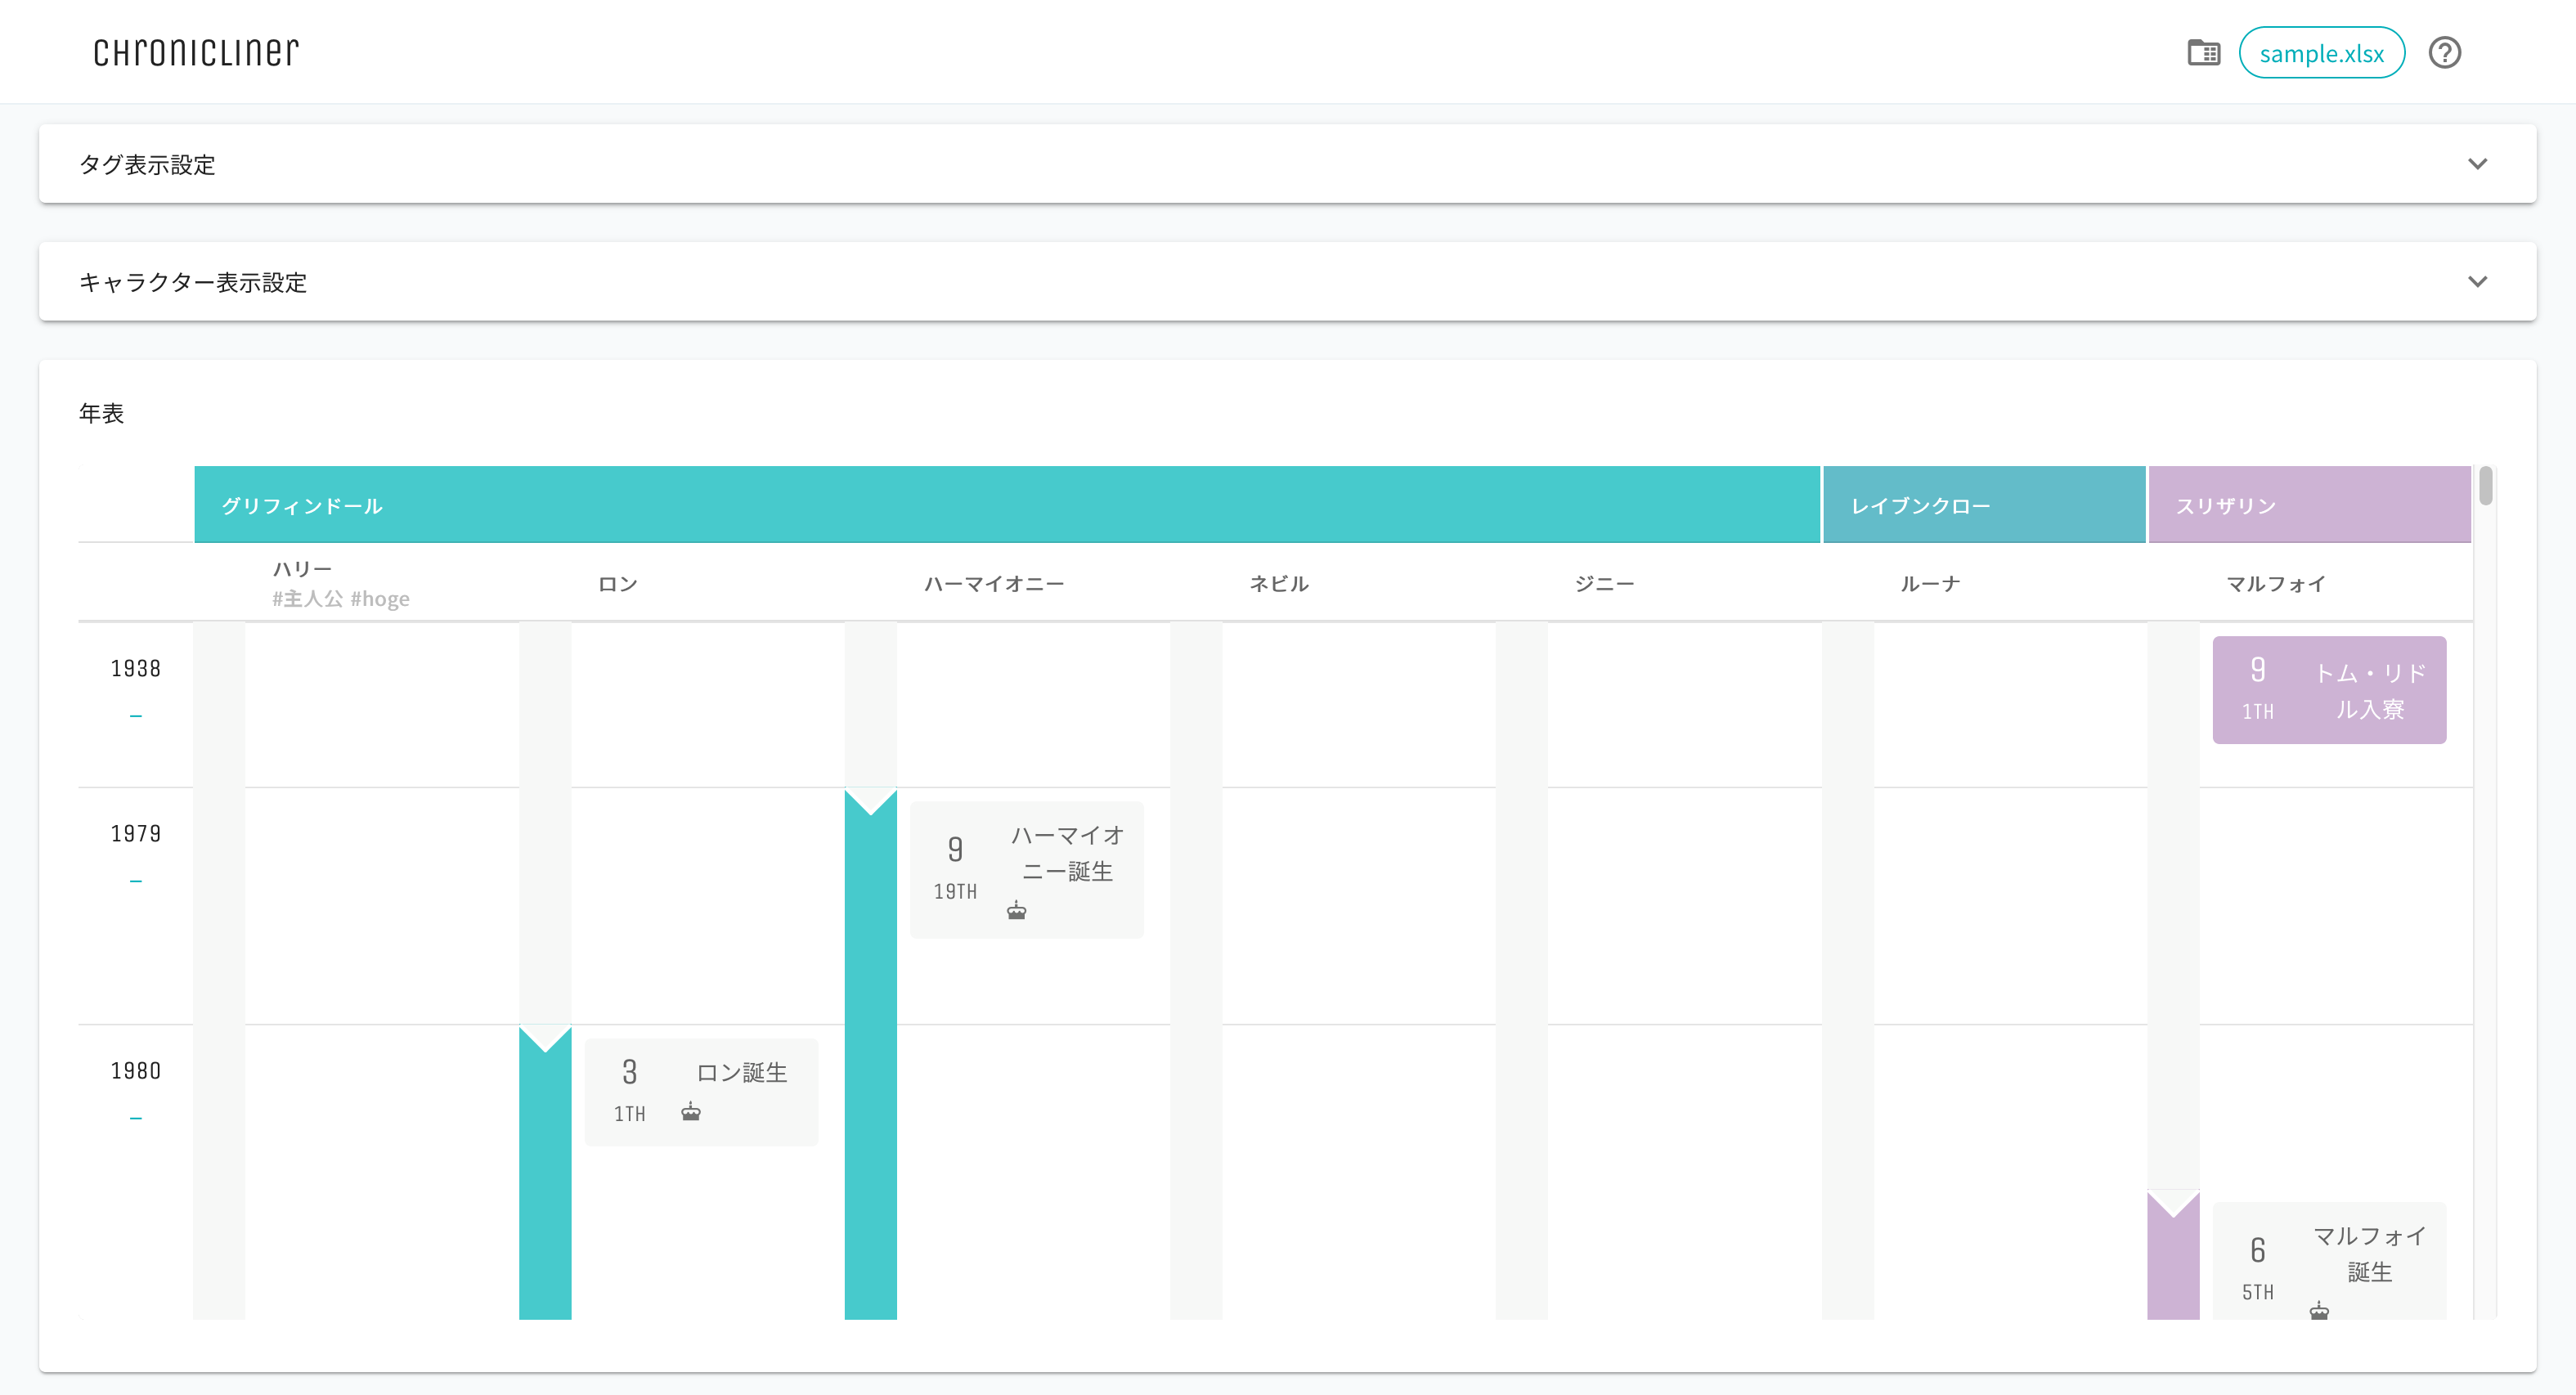 CHrONICLINer
sample.xlsx
タグ表示設定
キャラクター表示設定
年表
グリフィンドール
レイブンクロー
スリザリン
ハリー
#主人公 #hoge
ロン
ハーマイオニー
ネビル
ジニー
ルーナ
マルフォイ
1938
9
1TH
トム・リド
ル入寮
1979
9
19TH
ハーマイオ
ニー誕生
1980
3
1TH
ロン誕生
6
5TH
マルフォイ
誕生